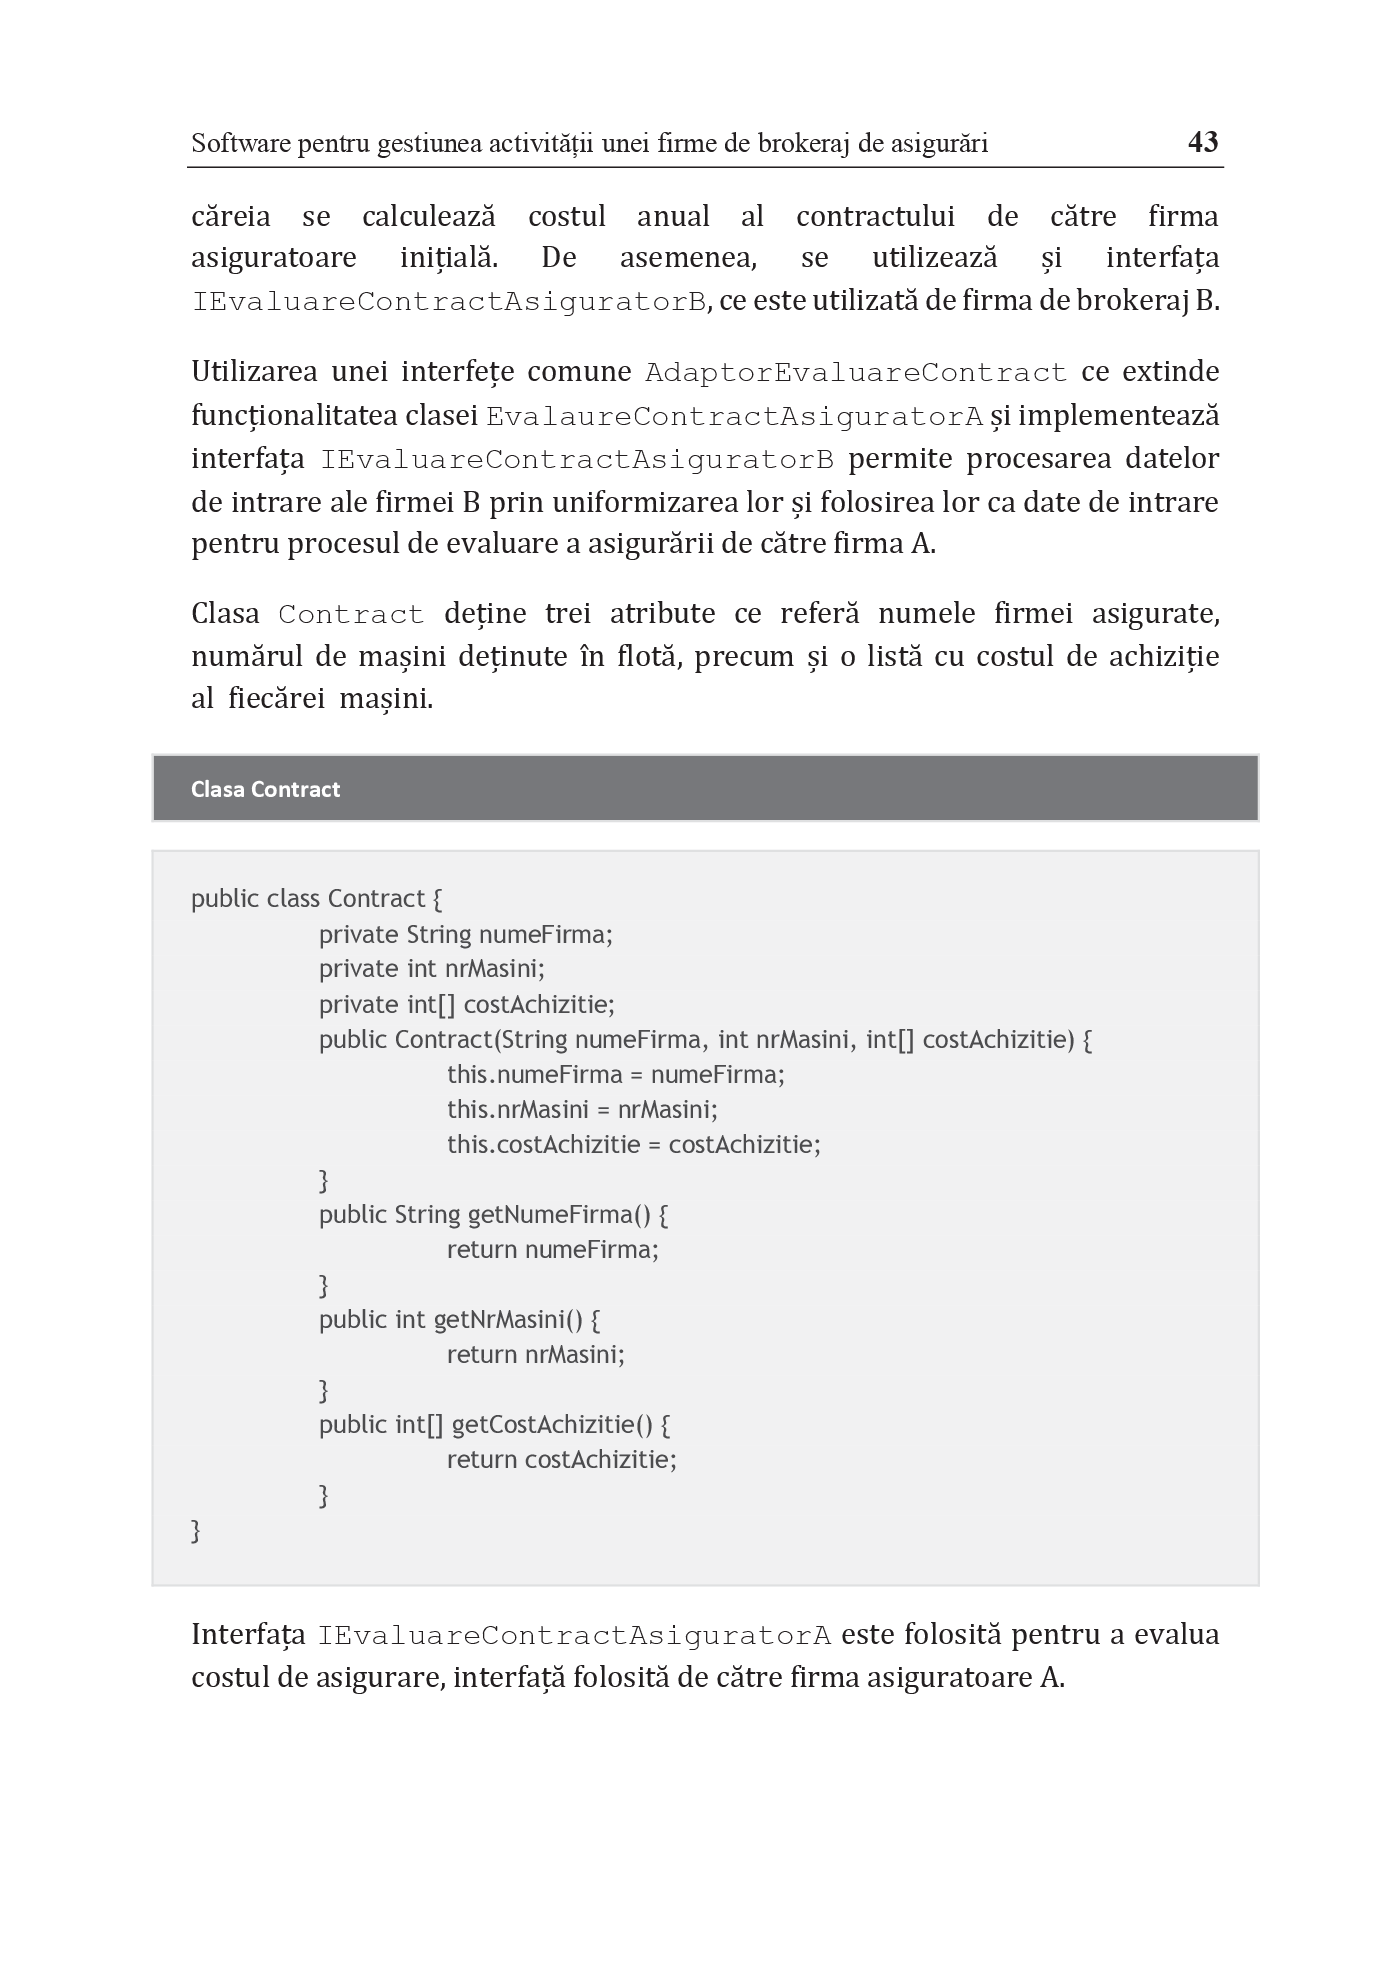 Software pentru gestiunea activității unei firme de brokeraj de asigurări 43
căreia se calculează costul anual al contractului de către firma
asiguratoare inițială. De asemenea, se utilizează și interfața
IEvaluareContractAsiguratorB, ce este utilizată de firma de brokeraj B.
Utilizarea unei interfețe comune AdaptorEvaluareContract ce extinde
funcționalitatea clasei EvalaureContractAsiguratorA și implementează
interfața IEvaluareContractAsiguratorB permite procesarea datelor
de intrare ale firmei B prin uniformizarea lor și folosirea lor ca date de intrare
pentru procesul de evaluare a asigurării de către firma A.
Clasa Contract deține trei atribute ce referă numele firmei asigurate,
numărul de mașini deținute în flotă, precum și o listă cu costul de achiziție
al fiecărei mașini.
Clasa Contract
public class Contract {
private String numeFirma;
private int nrMasini;
private int[] costAchizitie;
public Contract(String numeFirma, int nrMasini, int[] costAchizitie) {
this.numeFirma = numeFirma;
this.nrMasini = nrMasini;
this.costAchizitie = costAchizitie;
}
public String getNumeFirma() {
return numeFirma;
}
public int getNrMasini() {
return nrMasini;
}
public int[] getCostAchizitie() {
return costAchizitie;
}
}
Interfața IEvaluareContractAsiguratorA este folosită pentru a evalua
costul de asigurare, interfață folosită de către firma asiguratoare A.